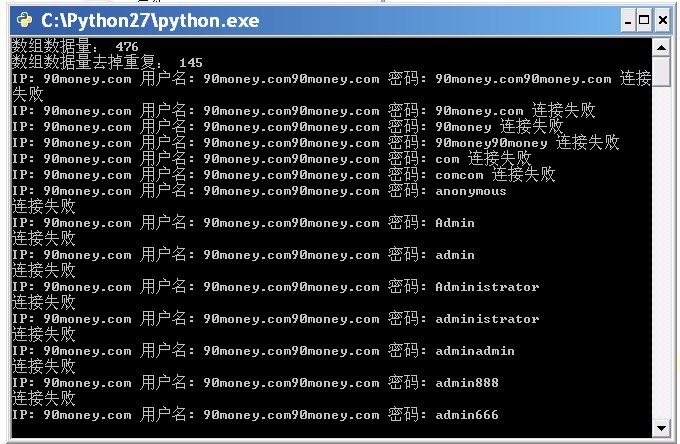 C:\Python27\python.exe
数组数据量： 476
数组数据量去掉重复： 145
IP: 90money.com 用户名: 90money.com90money.com 密码: 90money.com90money.com 连接
失败
IP: 90money.com 用户名: 90money.com90money.com 密码: 90money.com 连接失败
IP: 90money.com 用户名: 90money.com90money.com 密码: 90money 连接失败
IP: 90money.com 用户名: 90money.com90money.com 密码: 90money90money 连接失败
IP: 90money.com 用户名: 90money.com90money.com 密码: com 连接失败
IP: 90money.com 用户名: 90money.com90money.com 密码: comcom 连接失败
IP: 90money.com 用户名: 90money.com90money.com 密码: anonymous
连接失败
IP: 90money.com 用户名: 90money.com90money.com 密码: Admin
连接失败
IP: 90money.com 用户名: 90money.com90money.com 密码: admin
连接失败
IP: 90money.com 用户名: 90money.com90money.com 密码: Administrator
连接失败
IP: 90money.com 用户名: 90money.com90money.com 密码: administrator
连接失败
IP: 90money.com 用户名: 90money.com90money.com 密码: adminadmin
连接失败
IP: 90money.com 用户名: 90money.com90money.com 密码: admin888
连接失败
IP: 90money.com 用户名: 90money.com90money.com 密码: admin666